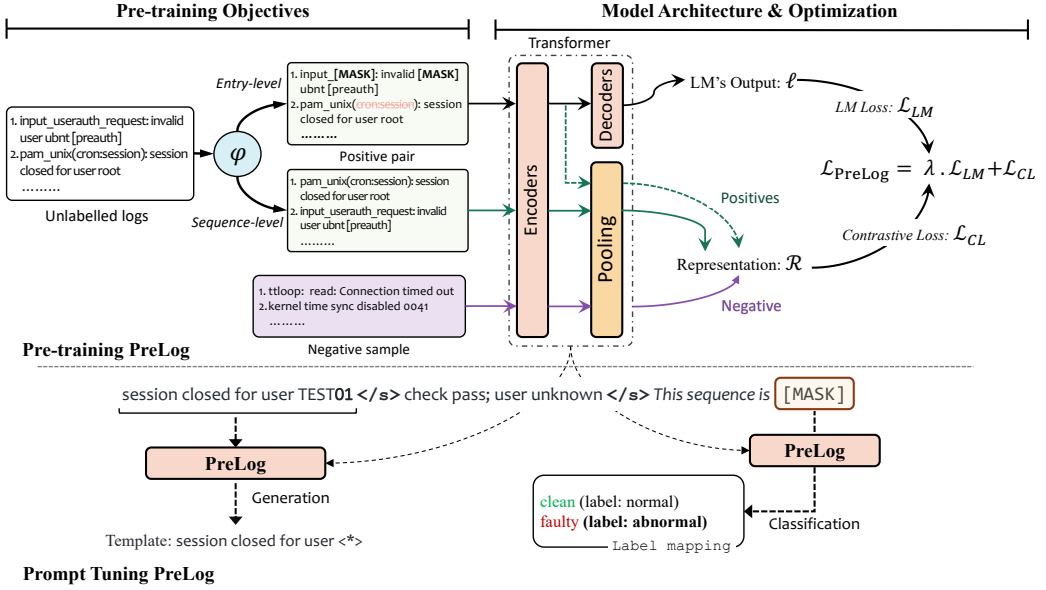 Pre-training Objectives
Model Architecture & Optimization
Transformer
Entry-level
1. input_[MASK]: invalid [MASK]
ubnt [preauth]
2. pam_unix(cron:session): session
closed for user root
………
Positive pair
1. input_userauth_request: invalid
user ubnt [preauth]
2. pam_unix(cron:session): session
closed for user root
………
Unlabelled logs
φ
Sequence-level
1. pam_unix(cron:session): session
closed for user root
2. input_userauth_request: invalid
user ubnt [preauth]
………
1. ttloop: read: Connection timed out
2. kernel time sync disabled 0041
………
Negative sample
Encoders
Decoders
Pooling
LM's Output: ℓ
LM Loss: ℒLM
ℒPreLog = λ . ℒLM+ℒCL
Positives
Contrastive Loss: ℒCL
Representation: ℛ
Negative
Pre-training PreLog
session closed for user TEST01 </s> check pass; user unknown </s> This sequence is [MASK]
PreLog
Generation
Template: session closed for user <*>
PreLog
Classification
clean (label: normal)
faulty (label: abnormal)
Label mapping
Prompt Tuning PreLog